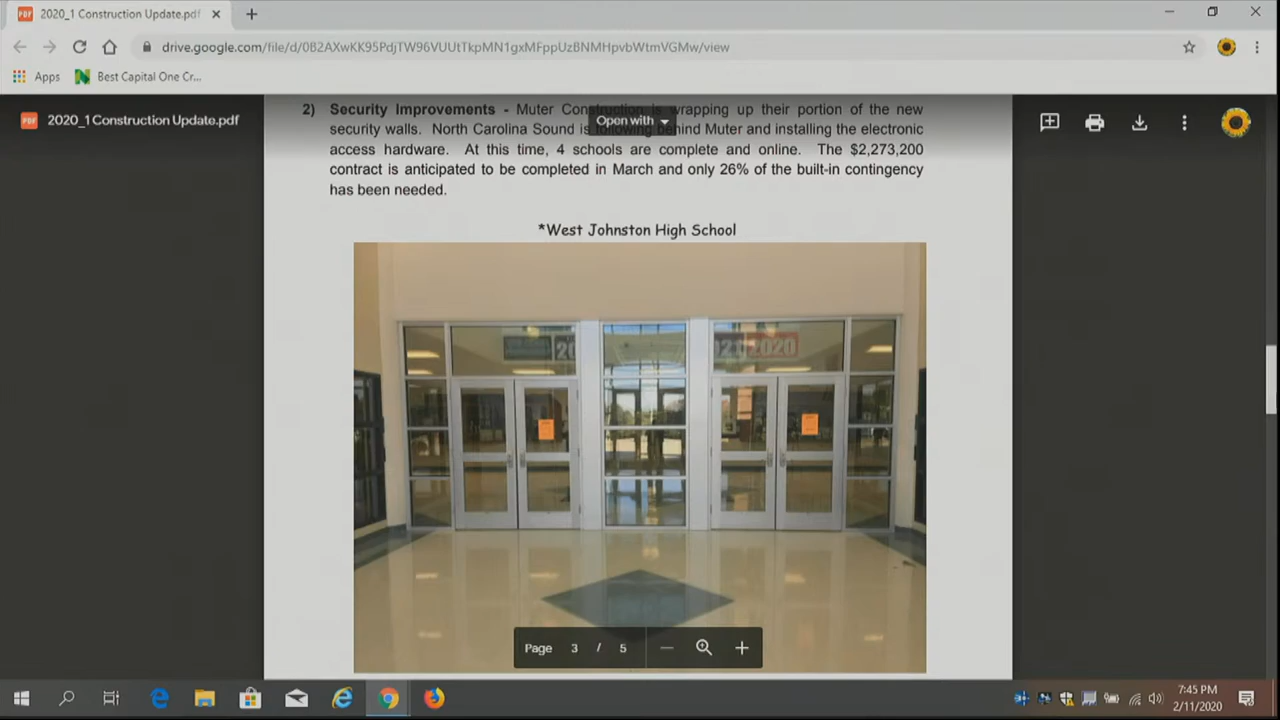 2020_1 Construction Update.pdf
drive.google.com/file/d/0B2AXwKK95PdjTW96VUUtTkpMN1gxMFppUzBNMHpvbWtmVGMw/view
Apps Best Capital One Cr...
PDF 2020_1 Construction Update.pdf
Open with
2) Security Improvements - Muter Construction is wrapping up their portion of the new
security walls. North Carolina Sound is following behind Muter and installing the electronic
access hardware. At this time, 4 schools are complete and online. The $2,273,200
contract is anticipated to be completed in March and only 26% of the built-in contingency
has been needed.
*West Johnston High School
20
2020
Page 3 / 5
7:45 PM
2/11/2020